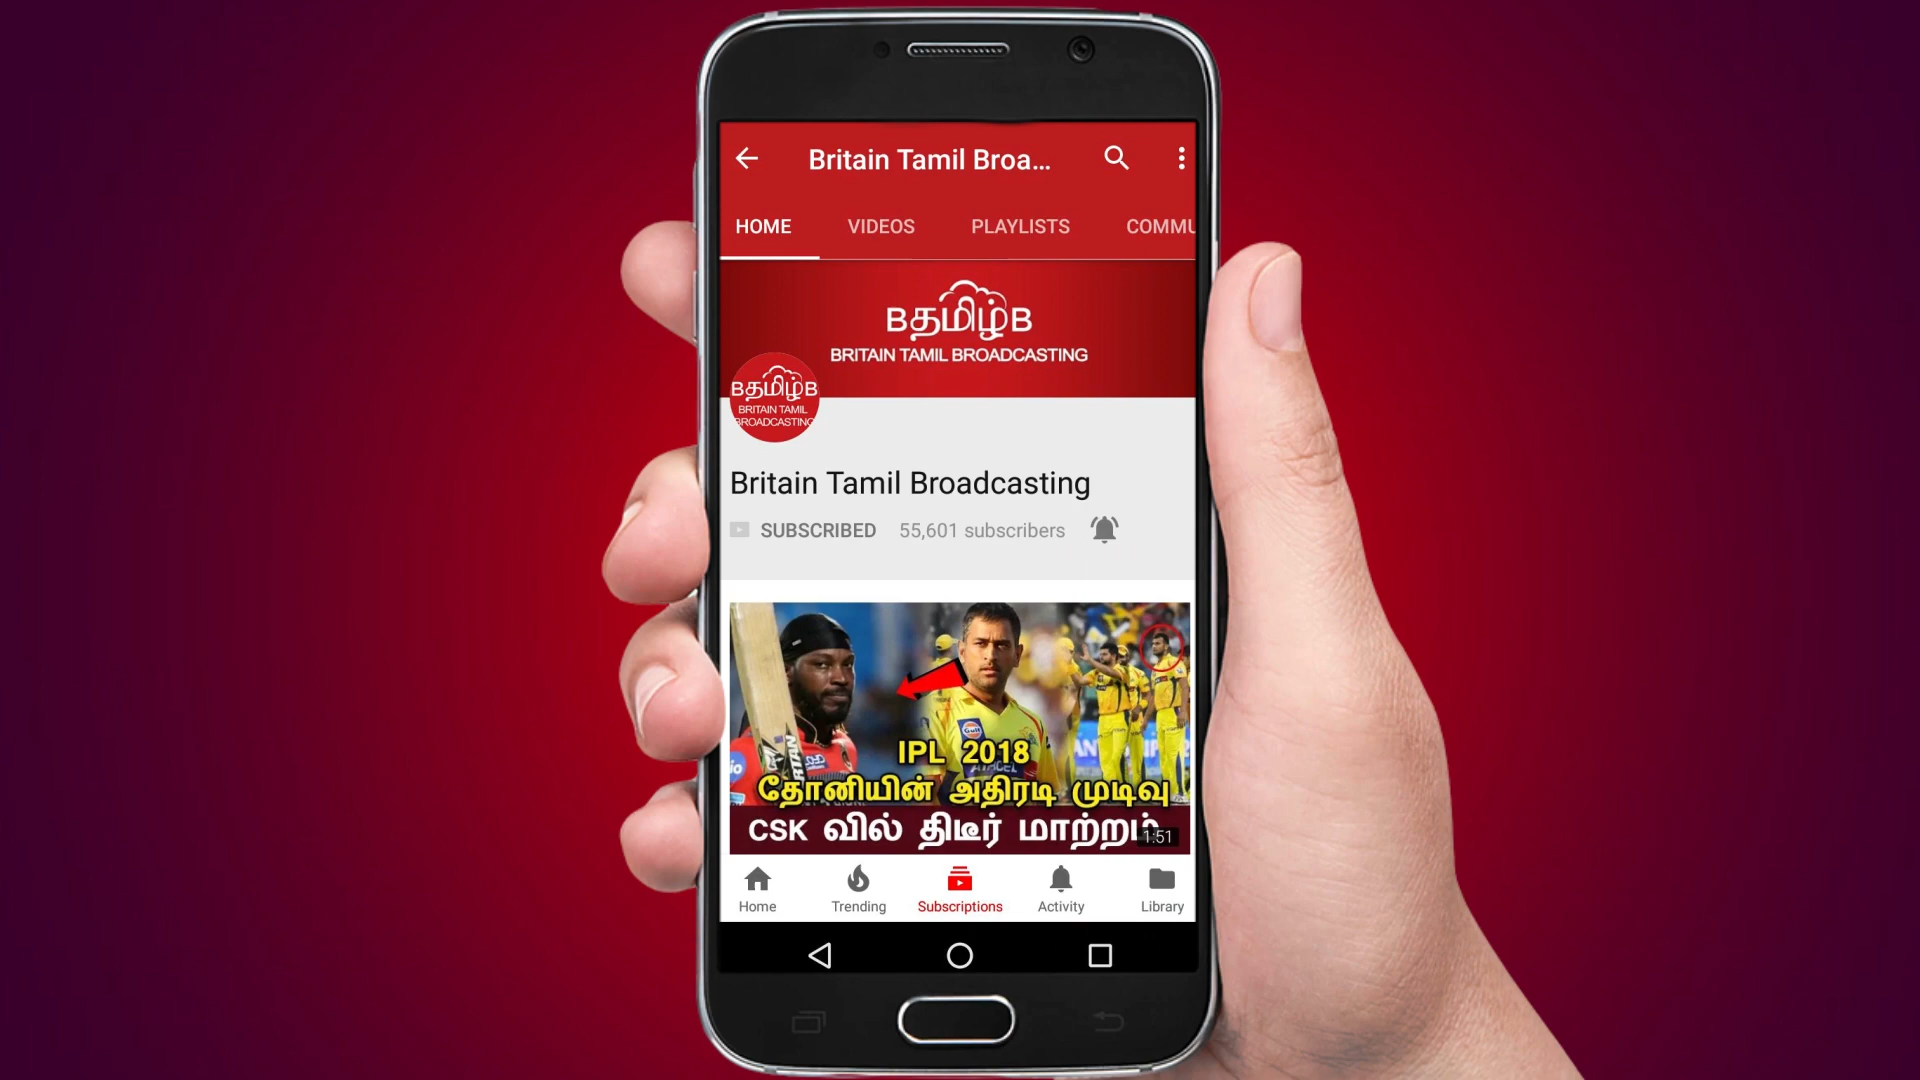 Britain Tamil Broa...
HOME VIDEOS PLAYLISTS COMMU
Bதமிழ்B
BRITAIN TAMIL BROADCASTING
Bதமிழ்B
BRITAIN TAMIL
BROADCASTING
Britain Tamil Broadcasting
SUBSCRIBED 55,601 subscribers
Gulf
IPL 2018
தோனியின் அதிரடி முடிவு
CSK வில் திடீர் மாற்றம்
1:51
Home Trending Subscriptions Activity Library